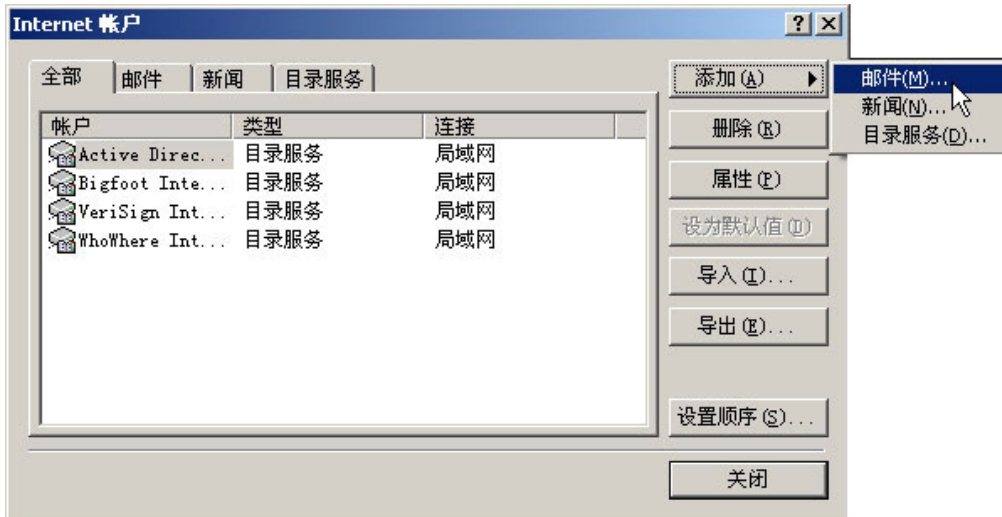 Internet 帐户
全部 邮件 新闻 目录服务
帐户 类型 连接
Active Direc... 目录服务 局域网
Bigfoot Inte... 目录服务 局域网
VeriSign Int... 目录服务 局域网
WhoWhere Int... 目录服务 局域网
添加(A)
删除(R)
属性(P)
设为默认值(D)
导入(I)...
导出(E)...
设置顺序(S)...
关闭
邮件(M)...
新闻(N)...
目录服务(D)...